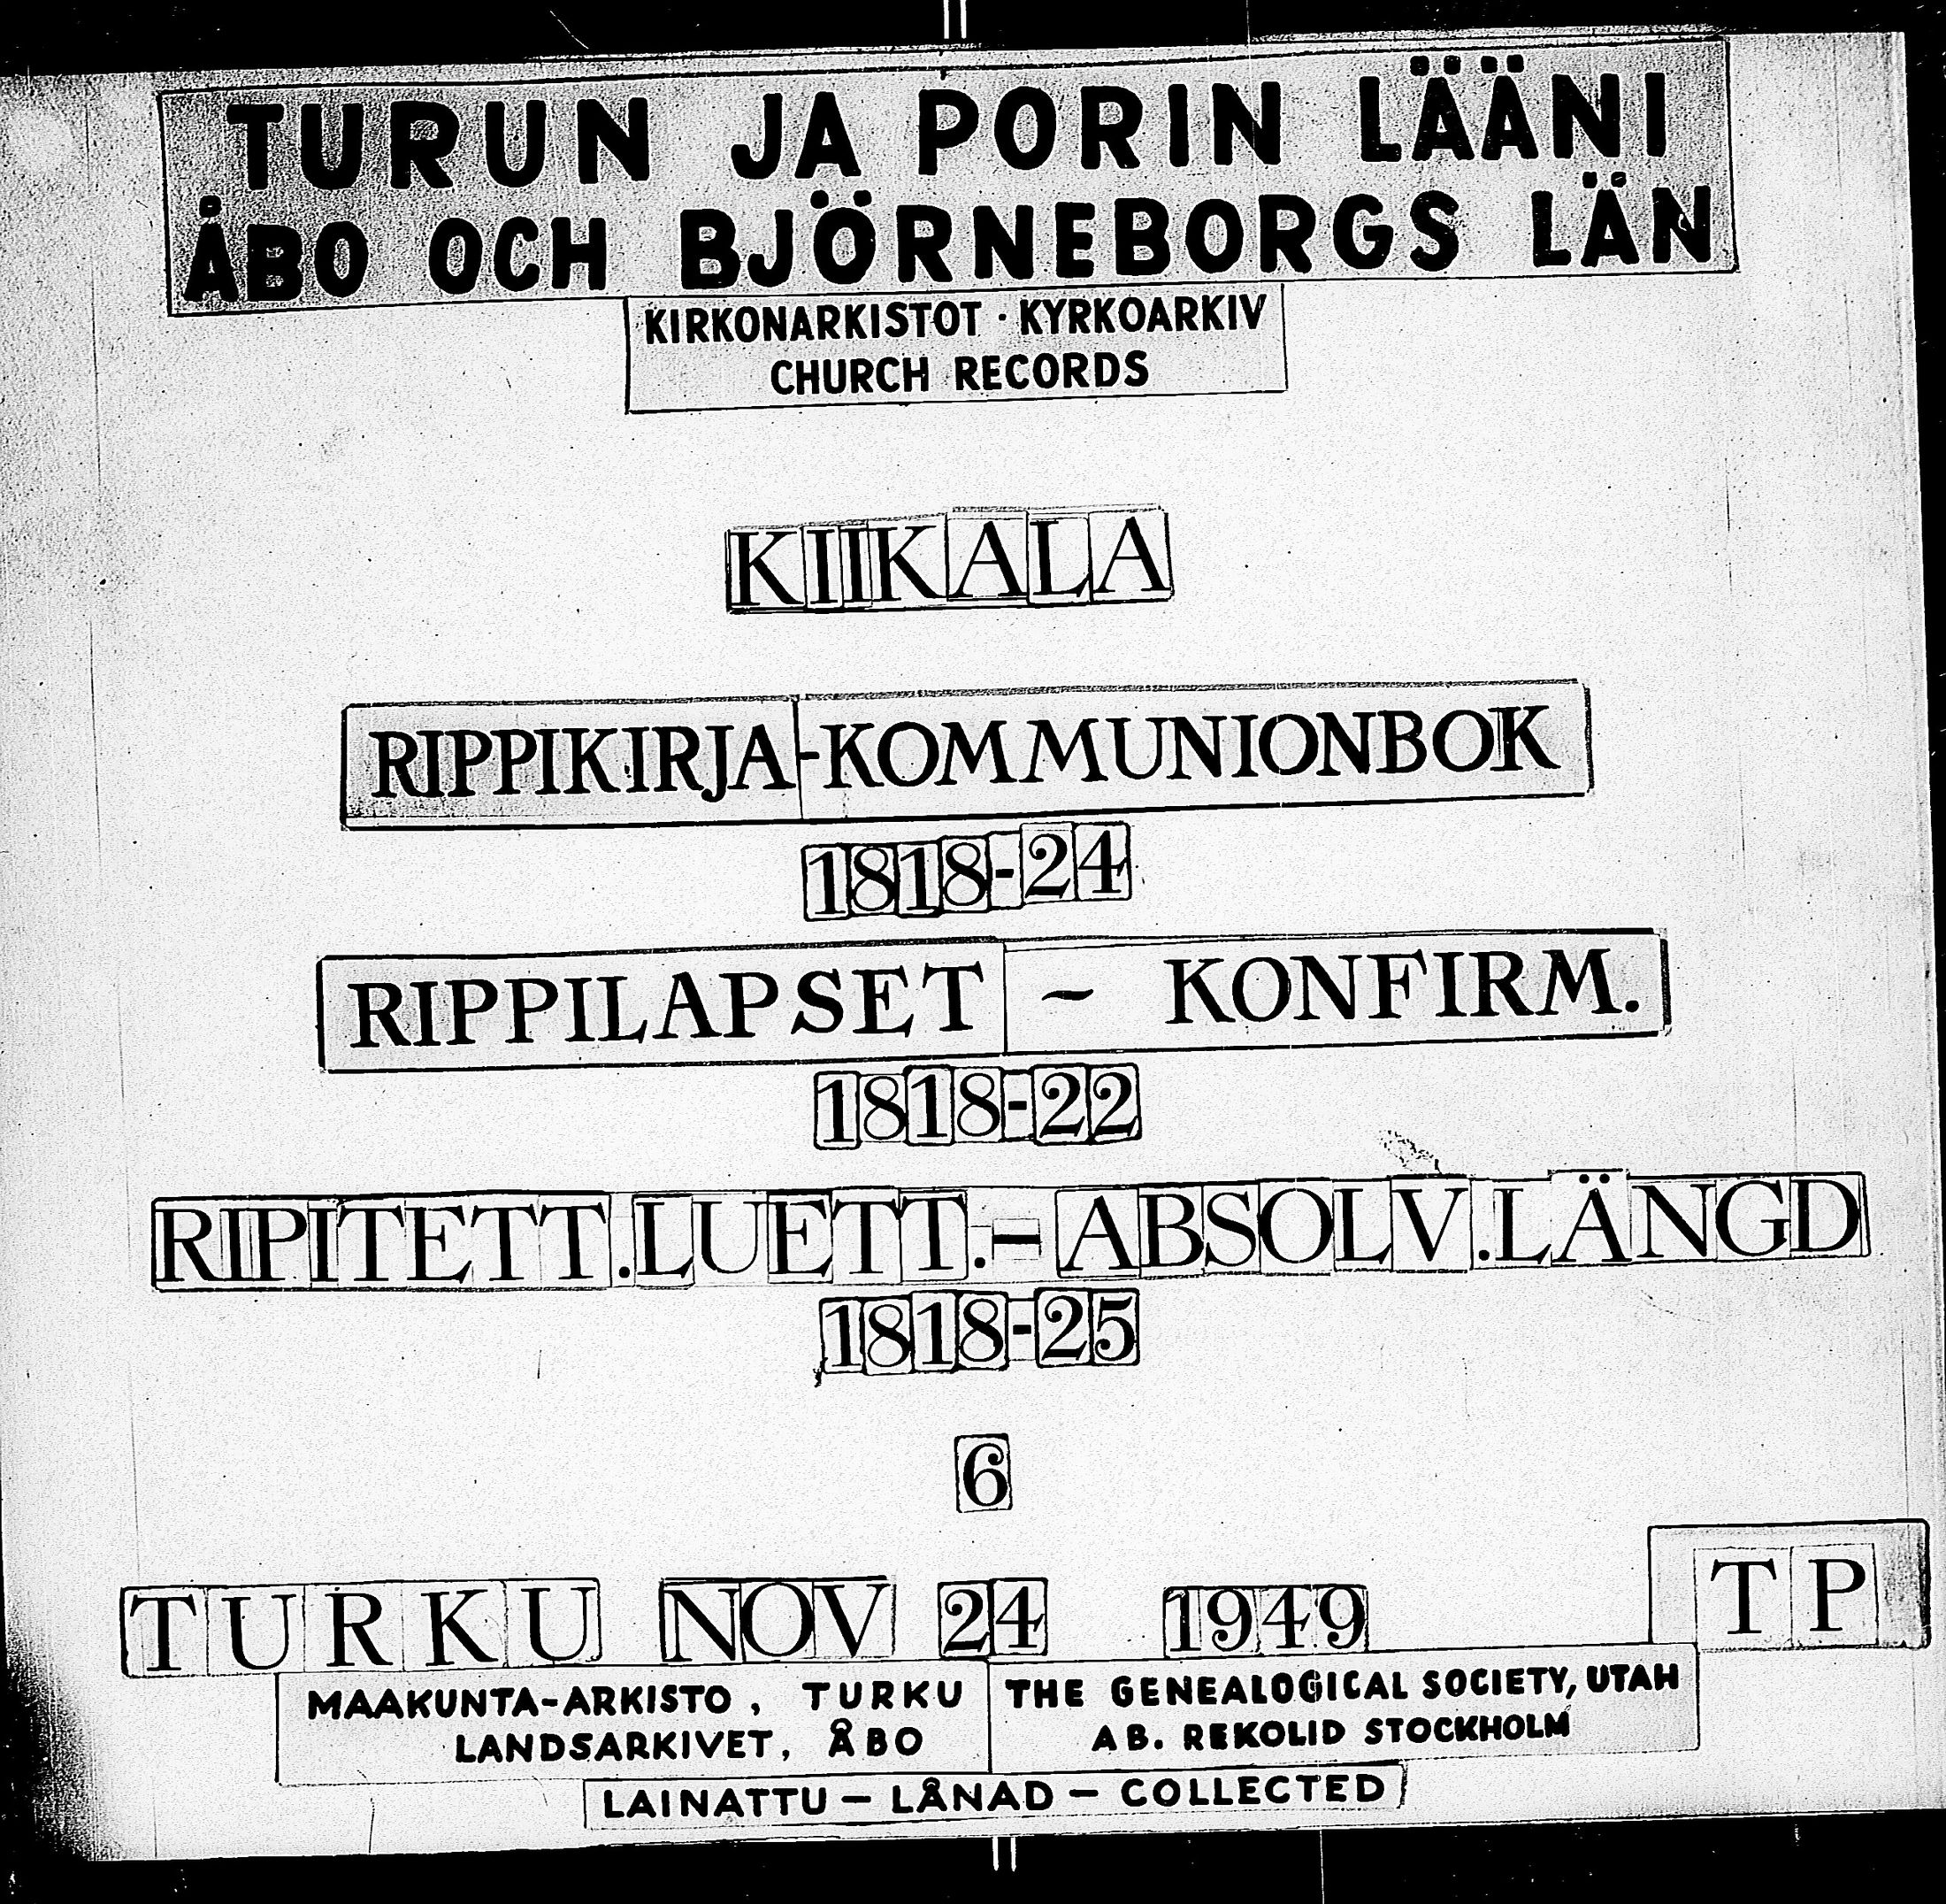 TURUN JA PORIN LÄÄNI
ÅBO OCH BJÖRNEBORGS LÄN
KIRKONARKISTOT · KYRKOARKIV
CHURCH RECORDS
KIIKALA
RIPPIKIRJA-KOMMUNIONBOK
1818-24
RIPPILAPSET - KONFIRM.
1818-22
RIPITETT.LUETT.-ABSOLV.LÄNGD
1818-25
6
TURKU NOV 24 1949 TP
MAAKUNTA-ARKISTO, TURKU
LANDSARKIVET, ÅBO
THE GENEALOGICAL SOCIETY, UTAH
AB. REKOLID STOCKHOLM
LAINATTU - LÅNAD - COLLECTED